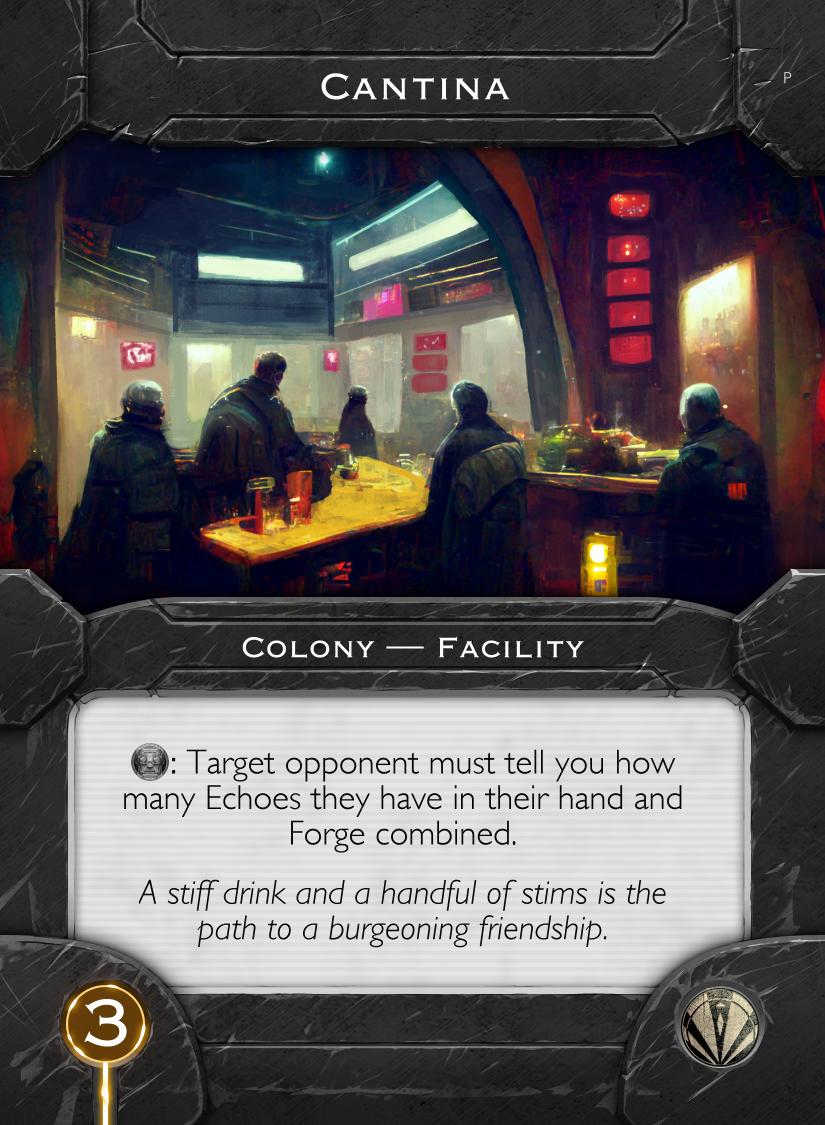 Cantina
P
Colony — Facility
: Target opponent must tell you how
many Echoes they have in their hand and
Forge combined.
A stiff drink and a handful of stims is the
path to a burgeoning friendship.
3